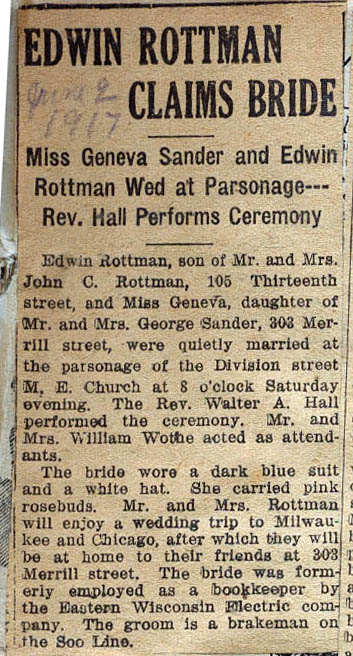 EDWIN ROTTMAN
CLAIMS BRIDE
June 2
1917
Miss Geneva Sander and Edwin
Rottman Wed at Parsonage---
Rev. Hall Performs Ceremony
Edwin Rottman, son of Mr. and Mrs.
John C. Rottman, 105 Thirteenth
street, and Miss Geneva, daughter of
Mr. and Mrs. George Sander, 303 Mer-
rill street, were quietly married at
the parsonage of the Division street
M. E. Church at 8 o'clock Saturday
evening. The Rev. Walter A. Hall
performed the ceremony. Mr. and
Mrs. William Wothe acted as attend-
ants.
The bride wore a dark blue suit
and a white hat. She carried pink
rosebuds. Mr. and Mrs. Rottman
will enjoy a wedding trip to Milwau-
kee and Chicago, after which they will
be at home to their friends at 303
Merrill street. The bride was form-
erly employed as a bookkeeper by
the Eastern Wisconsin Electric com-
pany. The groom is a brakeman on
the Soo Line.